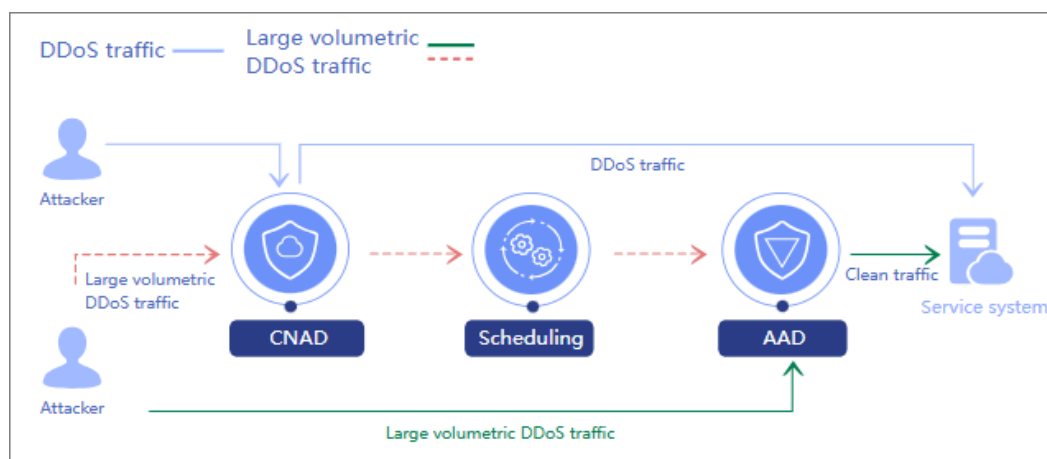 DDoS traffic
Large volumetric
DDoS traffic
DDoS traffic
Attacker
Large volumetric
DDoS traffic
Clean traffic
Service system
CNAD
Scheduling
AAD
Attacker
Large volumetric DDoS traffic